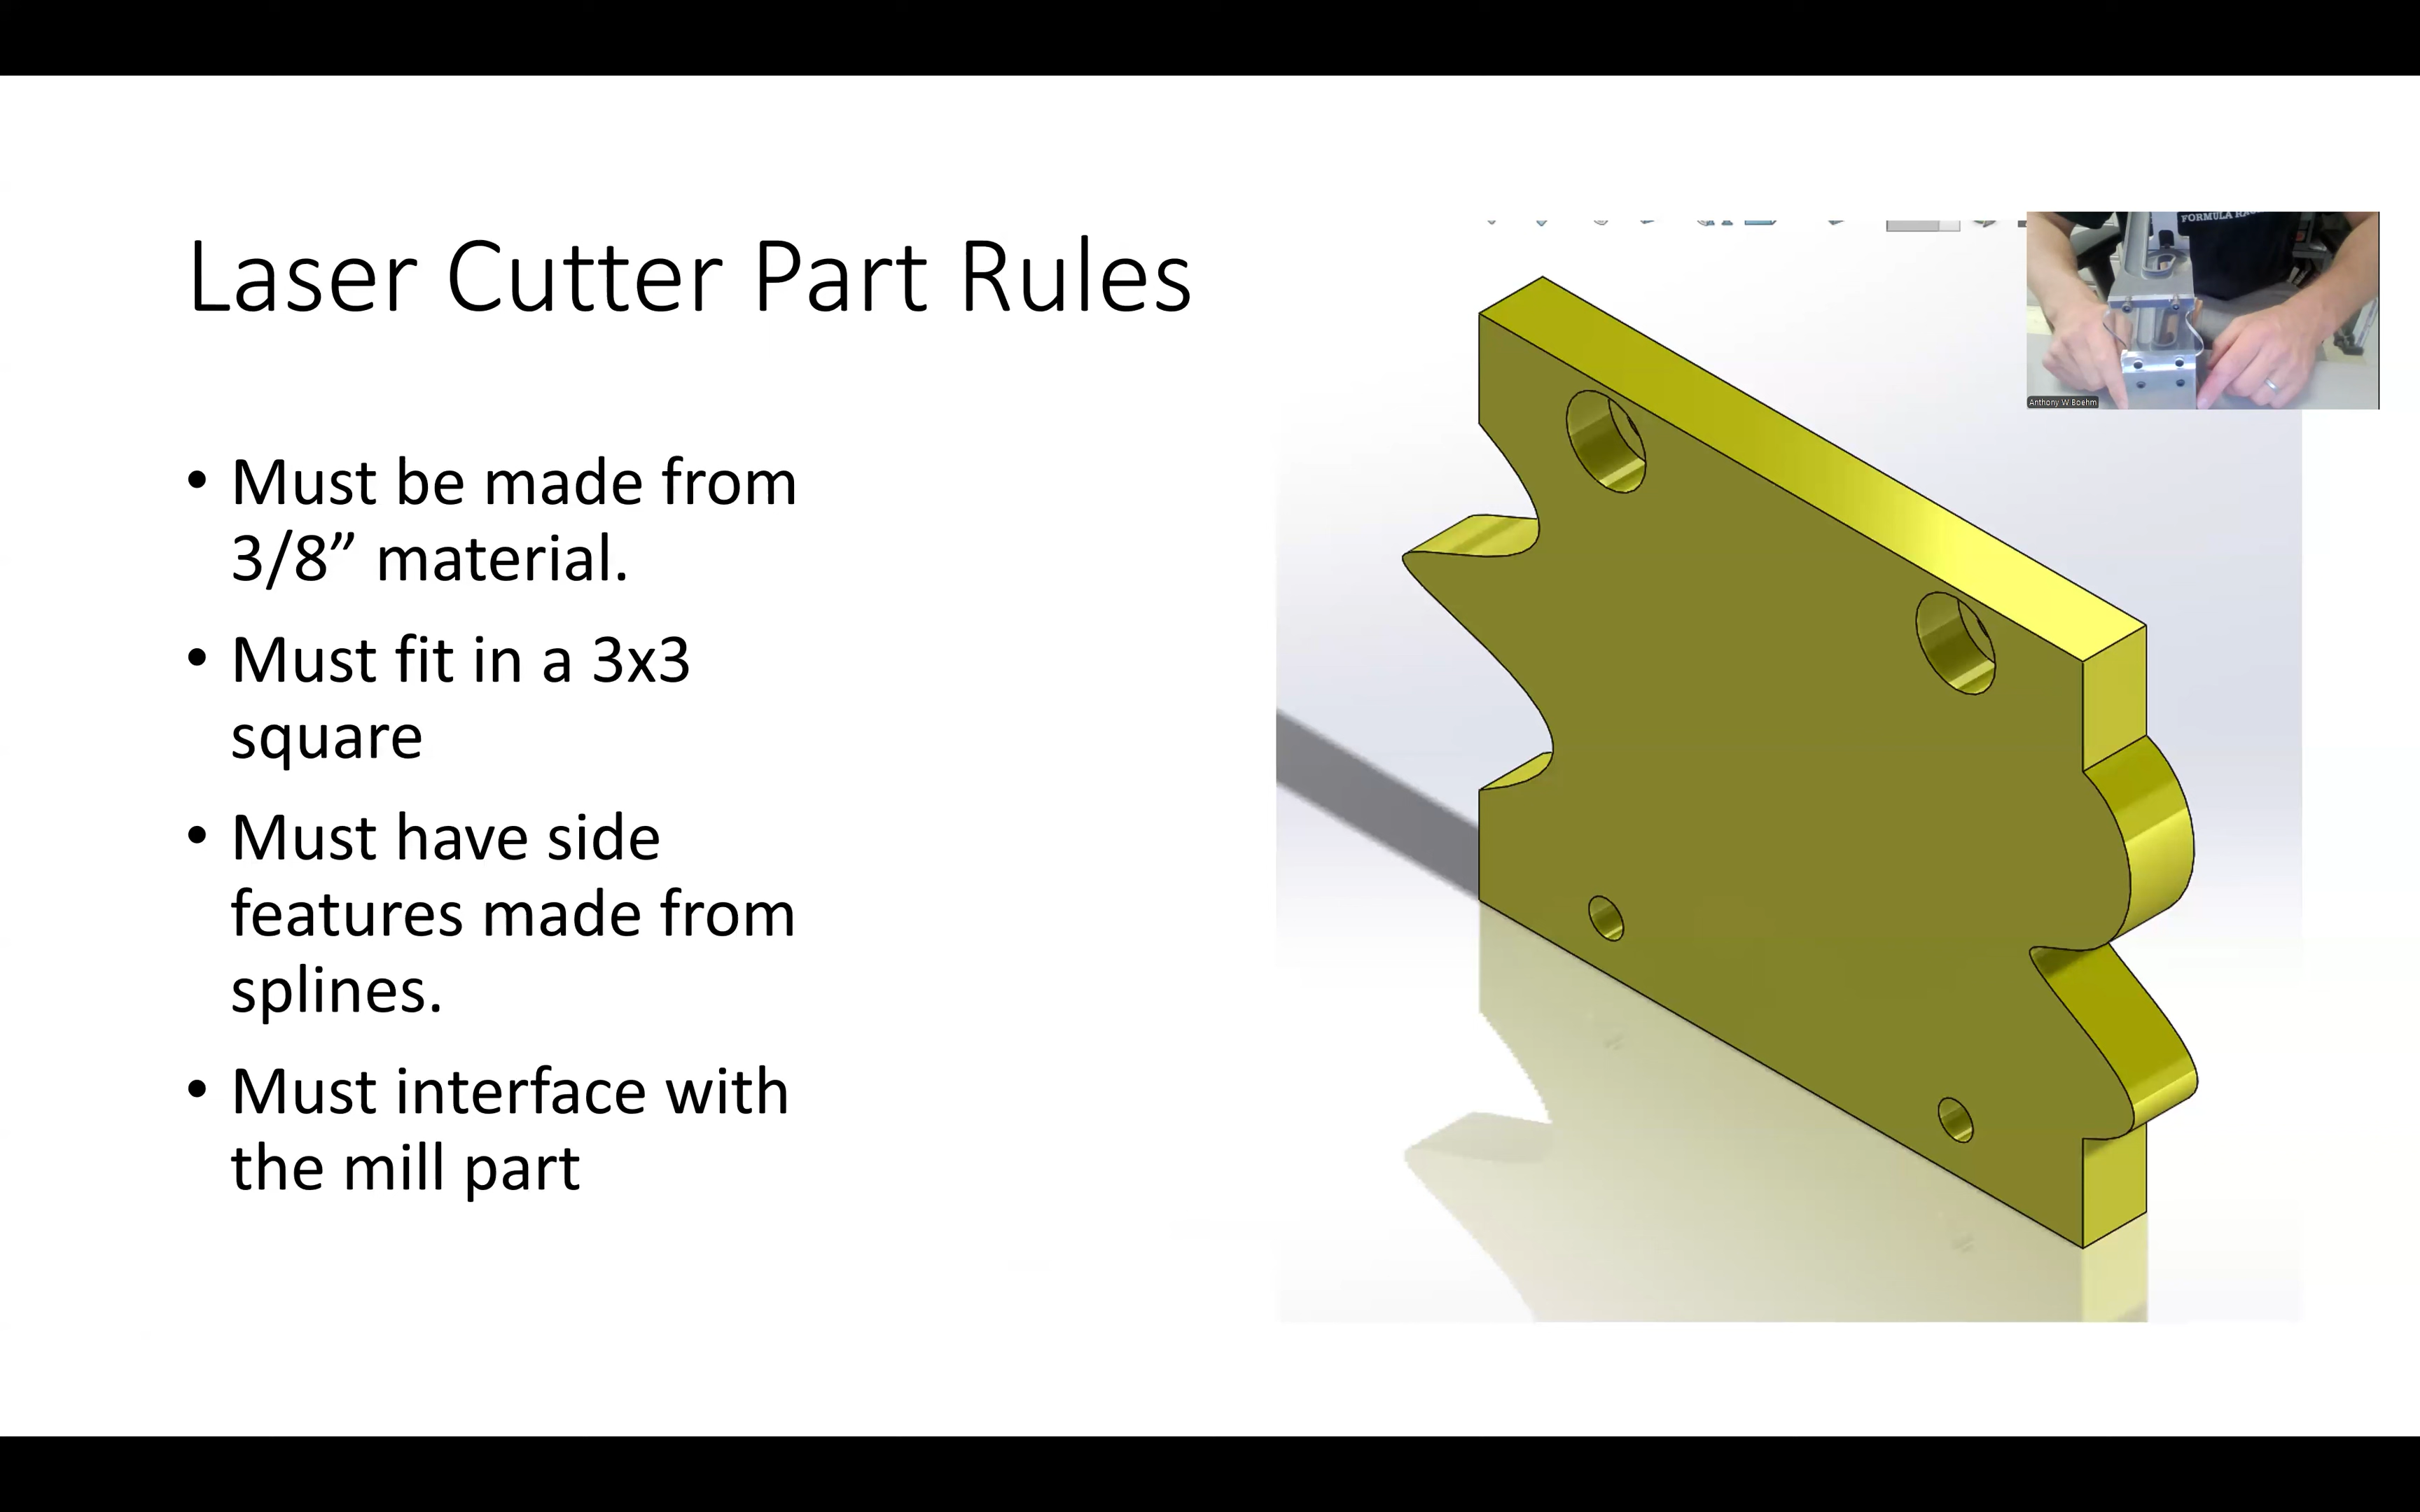 Laser Cutter Part Rules
FORMULA
Anthony W Boehm
• Must be made from
3/8” material.
• Must fit in a 3x3
square
• Must have side
features made from
splines.
• Must interface with
the mill part